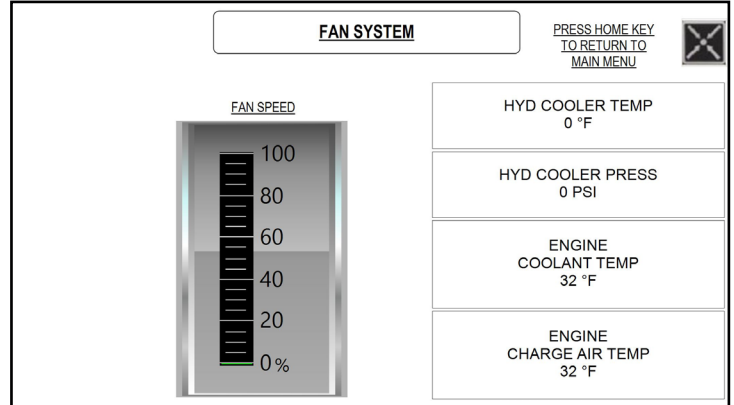 FAN SYSTEM
PRESS HOME KEY
TO RETURN TO
MAIN MENU
FAN SPEED
100
80
60
40
20
0 %
HYD COOLER TEMP
0 °F
HYD COOLER PRESS
0 PSI
ENGINE
COOLANT TEMP
32 °F
ENGINE
CHARGE AIR TEMP
32 °F